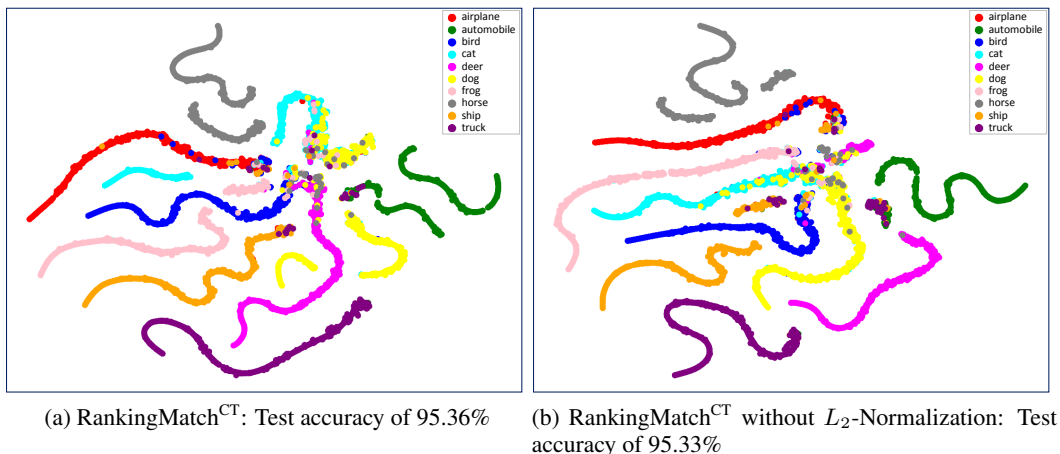 airplane
automobile
bird
cat
deer
dog
frog
horse
ship
truck
airplane
automobile
bird
cat
deer
dog
frog
horse
ship
truck
(a) RankingMatch^CT: Test accuracy of 95.36%
(b) RankingMatch^CT without L₂-Normalization: Test
accuracy of 95.33%